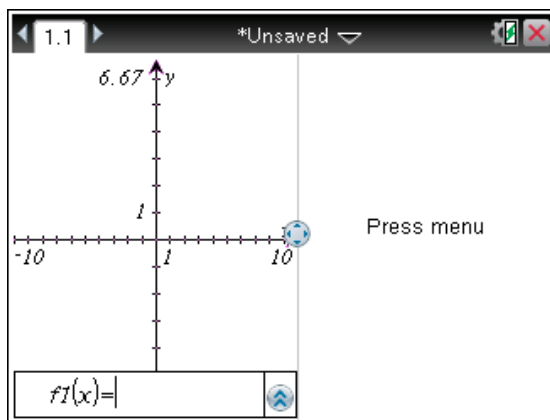 1.1 *Unsaved
6.67 y
1
-10 1 10
Press menu
f1(x)=